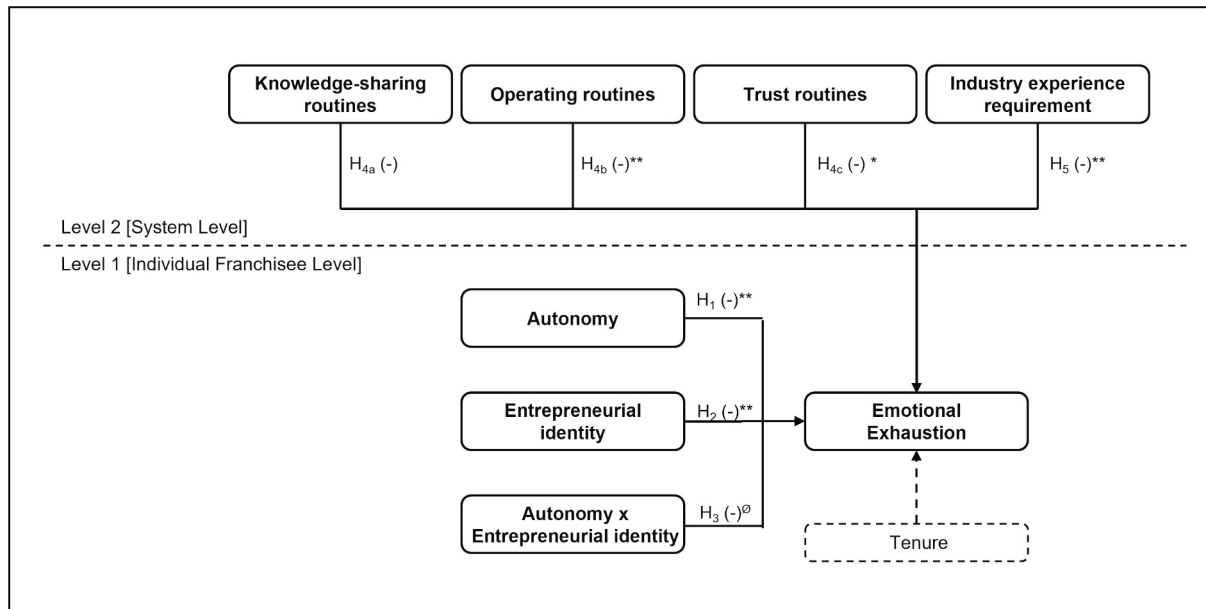 Knowledge-sharing
routines
Operating routines
Trust routines
Industry experience
requirement
H4a (-)
H4b (-)**
H4c (-) *
H5 (-)**
Level 2 [System Level]
Level 1 [Individual Franchisee Level]
Autonomy
H1 (-)**
Entrepreneurial
identity
H2 (-)**
Emotional
Exhaustion
Autonomy x
Entrepreneurial identity
H3 (-)Ø
Tenure